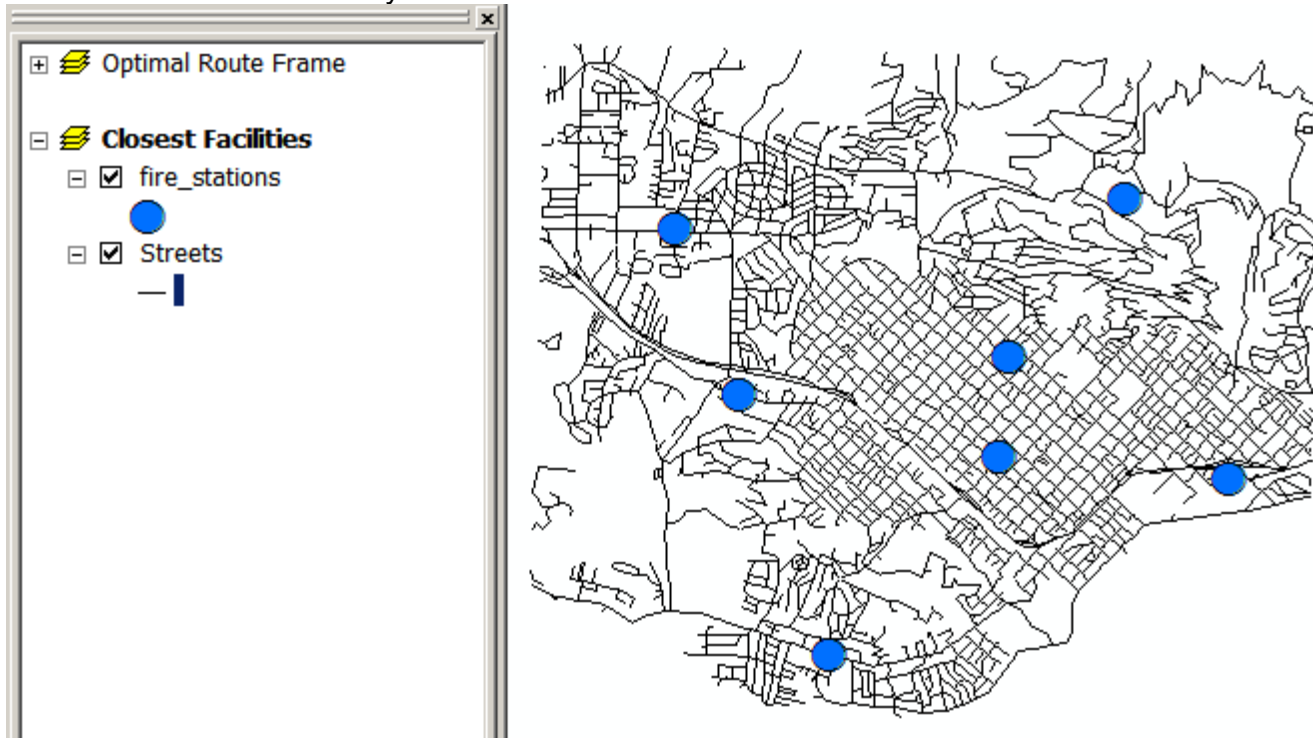 Optimal Route Frame
Closest Facilities
fire_stations
Streets